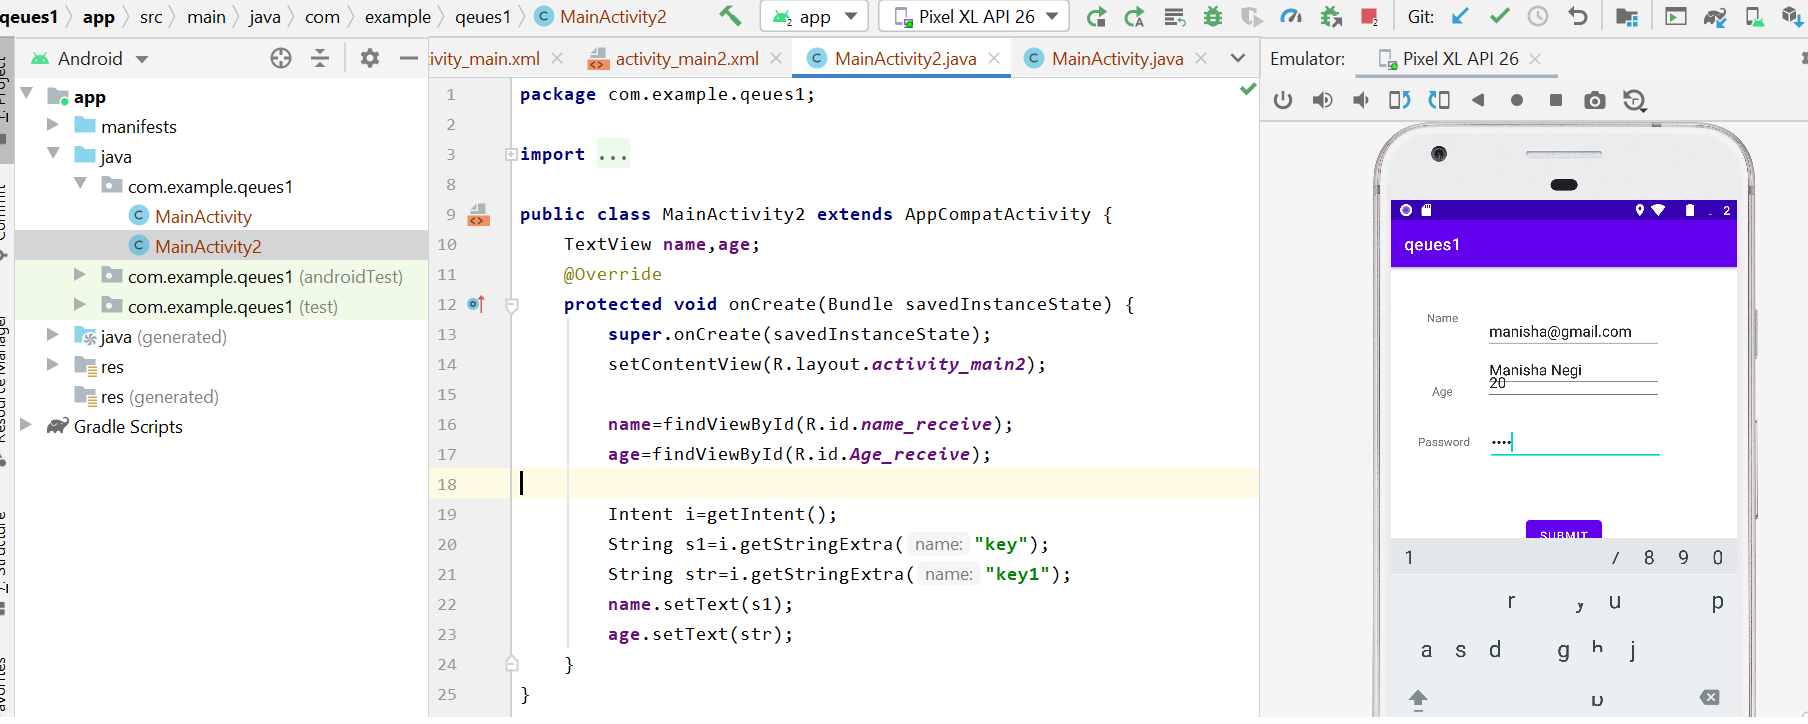 qeues1 app src main java com example qeues1 MainActivity2 app Pixel XL API 26 Git:
Android
app
manifests
java
com.example.qeues1
MainActivity
MainActivity2
com.example.qeues1 (androidTest)
com.example.qeues1 (test)
java (generated)
res
res (generated)
Gradle Scripts
ivity_main.xml activity_main2.xml MainActivity2.java MainActivity.java
1 package com.example.qeues1;
2
3 import ...
8
9 public class MainActivity2 extends AppCompatActivity {
10 TextView name,age;
11 @Override
12 protected void onCreate(Bundle savedInstanceState) {
13 super.onCreate(savedInstanceState);
14 setContentView(R.layout.activity_main2);
15
16 name=findViewById(R.id.name_receive);
17 age=findViewById(R.id.Age_receive);
18
19 Intent i=getIntent();
20 String s1=i.getStringExtra( name: "key");
21 String str=i.getStringExtra( name: "key1");
22 name.setText(s1);
23 age.setText(str);
24 }
25 }
Emulator: Pixel XL API 26
2
qeues1
Name
manisha@gmail.com
Manisha Negi
20
Age
Password ••••
SUBMIT
1 / 8 9 0
r y u p
a s d g h j